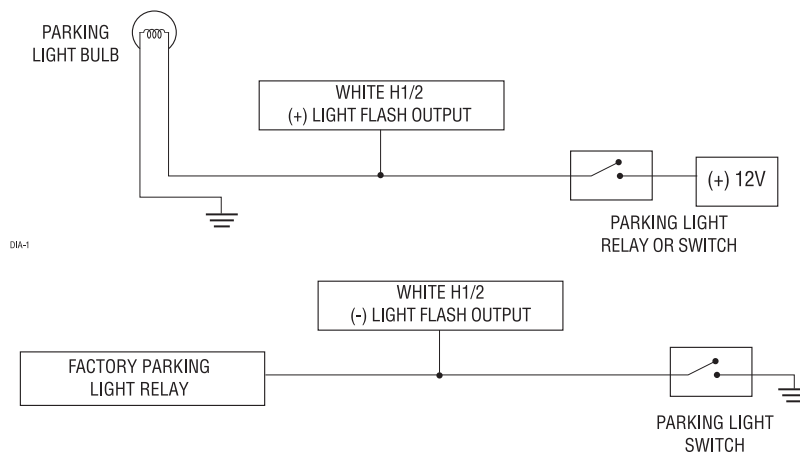 PARKING
LIGHT BULB
WHITE H1/2
(+) LIGHT FLASH OUTPUT
(+) 12V
PARKING LIGHT
RELAY OR SWITCH
DIA-1
WHITE H1/2
(-) LIGHT FLASH OUTPUT
FACTORY PARKING
LIGHT RELAY
PARKING LIGHT
SWITCH